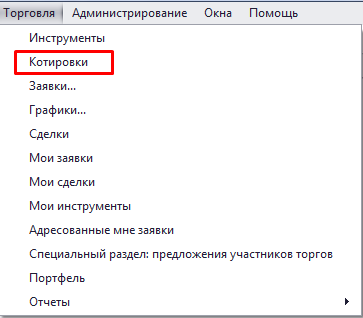 Торговля Администрирование Окна Помощь
Инструменты
Котировки
Заявки...
Графики...
Сделки
Мои заявки
Мои сделки
Мои инструменты
Адресованные мне заявки
Специальный раздел: предложения участников торгов
Портфель
Отчеты